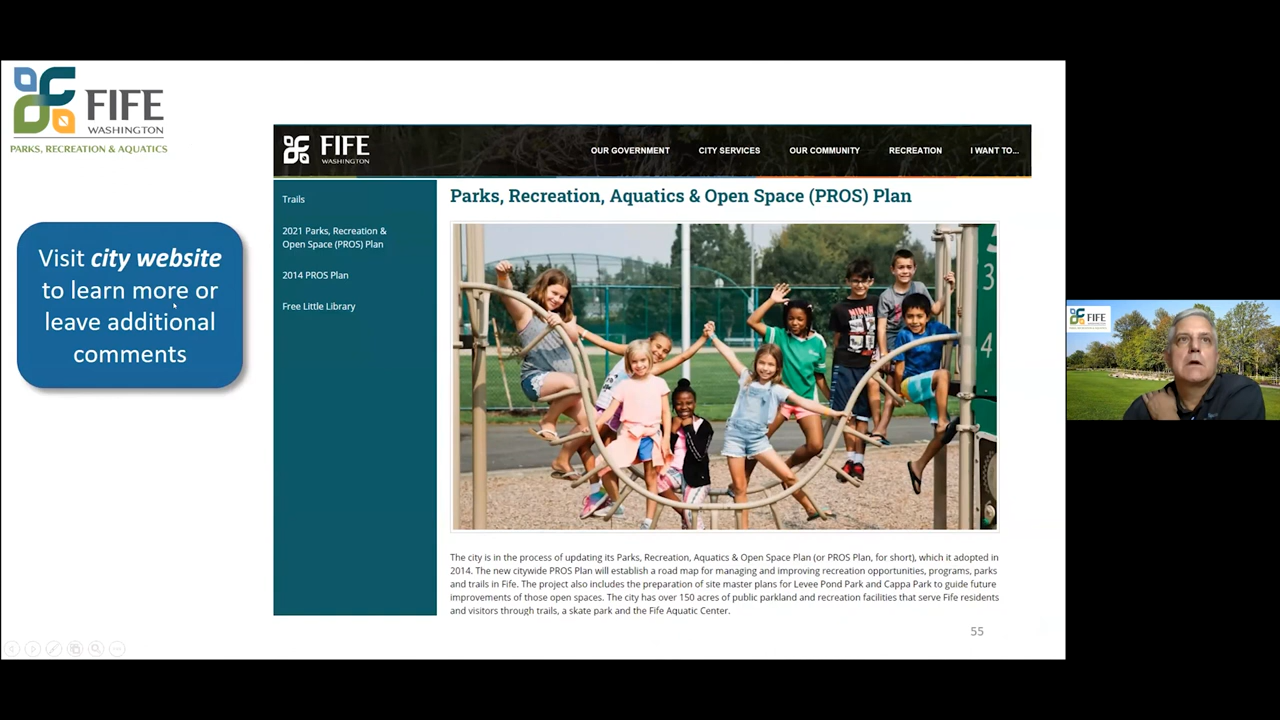 FIFE
WASHINGTON
PARKS, RECREATION & AQUATICS
Visit city website
to learn more or
leave additional
comments
FIFE
WASHINGTON
OUR GOVERNMENT
CITY SERVICES
OUR COMMUNITY
RECREATION
I WANT TO...
Trails
2021 Parks, Recreation &
Open Space (PROS) Plan
2014 PROS Plan
Free Little Library
Parks, Recreation, Aquatics & Open Space (PROS) Plan
3
4
The city is in the process of updating its Parks, Recreation, Aquatics & Open Space Plan (or PROS Plan, for short), which it adopted in
2014. The new citywide PROS Plan will establish a road map for managing and improving recreation opportunities, programs, parks
and trails in Fife. The project also includes the preparation of site master plans for Levee Pond Park and Cappa Park to guide future
improvements of those open spaces. The city has over 150 acres of public parkland and recreation facilities that serve Fife residents
and visitors through trails, a skate park and the Fife Aquatic Center.
55
FIFE